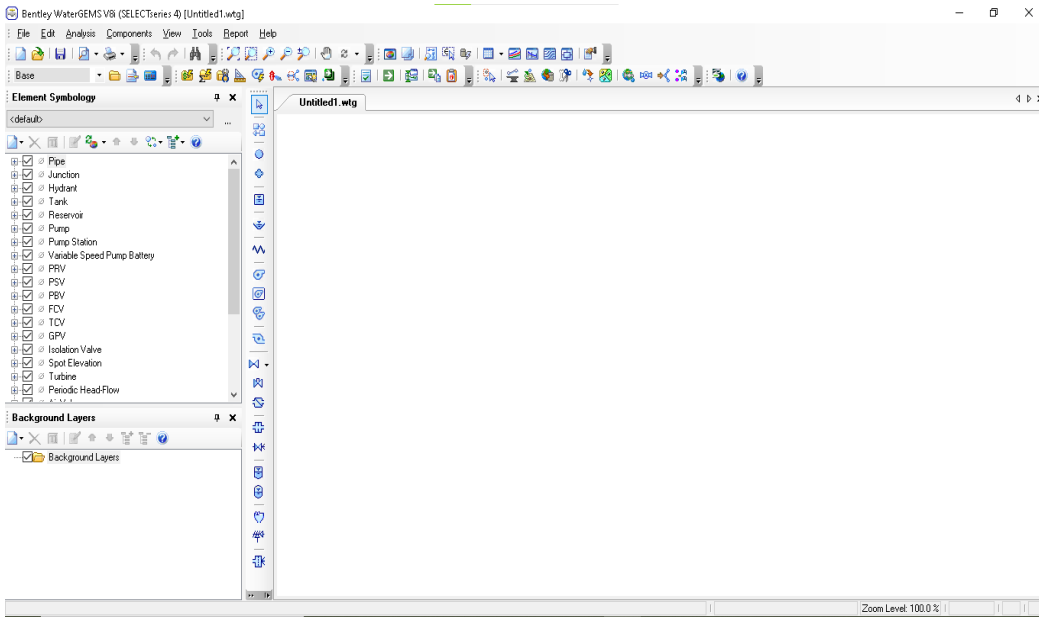 Bentley WaterGEMS V8i (SELECTseries 4) [Untitled1.wtg]
File Edit Analysis Components View Tools Report Help
Base
Element Symbology
Untitled1.wtg
<default>
...
Pipe
Junction
Hydrant
Tank
Reservoir
Pump
Pump Station
Variable Speed Pump Battery
PRV
PSV
PBV
FCV
TCV
GPV
Isolation Valve
Spot Elevation
Turbine
Periodic Head-Flow
Background Layers
Background Layers
Zoom Level: 100.0 %